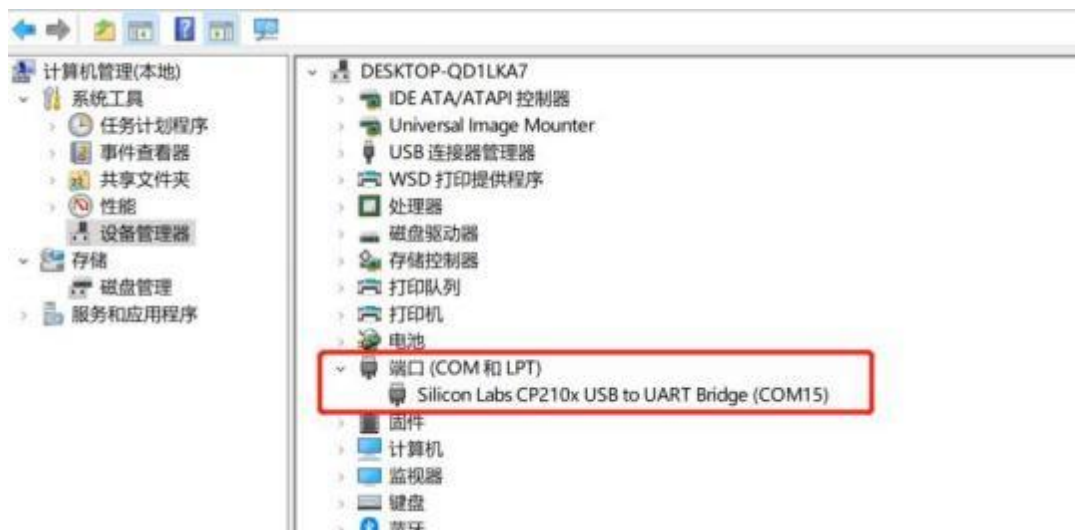 计算机管理(本地)
系统工具
任务计划程序
事件查看器
共享文件夹
性能
设备管理器
存储
磁盘管理
服务和应用程序
DESKTOP-QD1LKA7
IDE ATA/ATAPI 控制器
Universal Image Mounter
USB 连接器管理器
WSD 打印提供程序
处理器
磁盘驱动器
存储控制器
打印队列
打印机
电池
端口 (COM 和 LPT)
Silicon Labs CP210x USB to UART Bridge (COM15)
固件
计算机
监视器
键盘
蓝牙